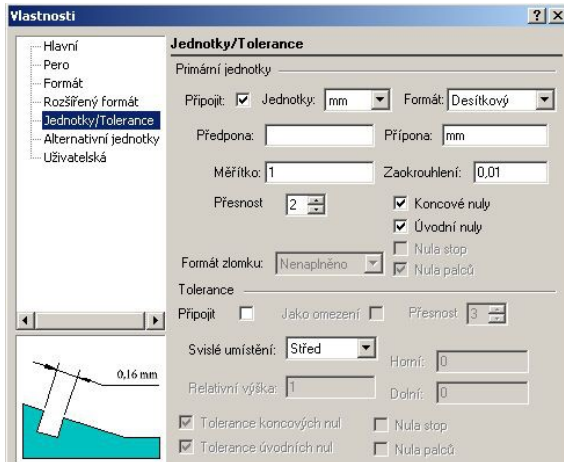 Vlastnosti
Hlavní
Pero
Formát
Rozšířený formát
Jednotky/Tolerance
Alternativní jednotky
Uživatelská
Jednotky/Tolerance
Primární jednotky
Připojit: Jednotky: mm Formát: Desítkový
Předpona: Přípona: mm
Měřítko: 1 Zaokrouhlení: 0,01
Přesnost 2 Koncové nuly
Úvodní nuly
Nula stop
Formát zlomku: Nenaplněno Nula palců
Tolerance
Připojit Jako omezení Přesnost 3
Svislé umístění: Střed Horní: 0
Relativní výška: 1 Dolní: 0
Tolerance koncových nul Nula stop
Tolerance úvodních nul Nula palců
0,16 mm